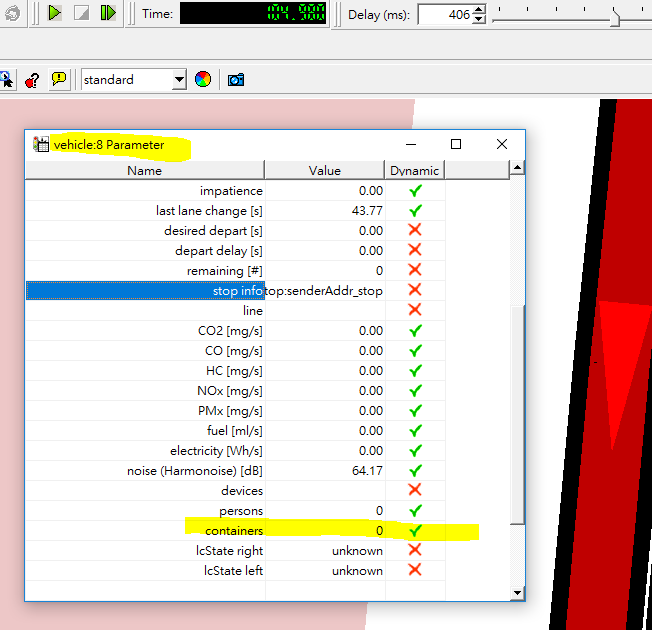 Time: 104.900 Delay (ms): 406
standard
vehicle:8 Parameter
Name Value Dynamic
impatience 0.00
last lane change [s] 43.77
desired depart [s] 0.00
depart delay [s] 0.00
remaining [#] 0
stop info top:senderAddr_stop
line
CO2 [mg/s] 0.00
CO [mg/s] 0.00
HC [mg/s] 0.00
NOx [mg/s] 0.00
PMx [mg/s] 0.00
fuel [ml/s] 0.00
electricity [Wh/s] 0.00
noise (Harmonoise) [dB] 64.17
devices
persons 0
containers 0
lcState right unknown
lcState left unknown